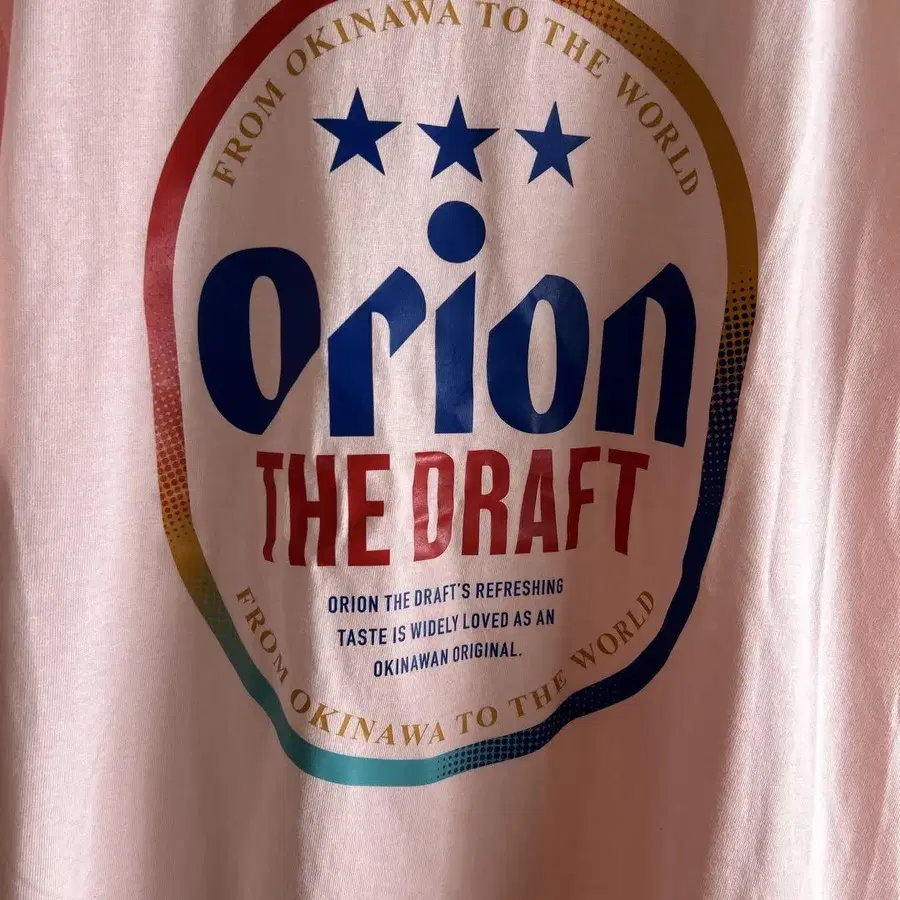 FROM OKINAWA TO THE WORLD
Orion
THE DRAFT
ORION THE DRAFT'S REFRESHING
TASTE IS WIDELY LOVED AS AN
OKINAWAN ORIGINAL.
FROM OKINAWA TO THE WORLD